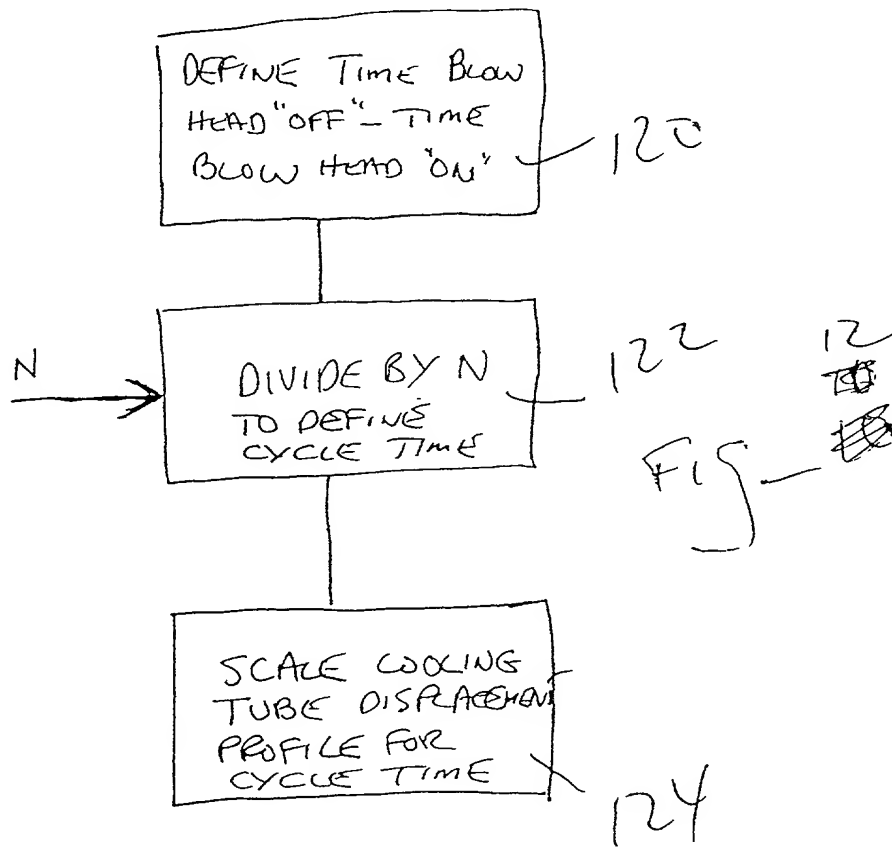 DEFINE TIME BLOW
HEAD "OFF" – TIME
BLOW HEAD "ON"
120
N
DIVIDE BY N
TO DEFINE
CYCLE TIME
122
12
FIG
SCALE COOLING
TUBE DISPLACEMENT
PROFILE FOR
CYCLE TIME
124